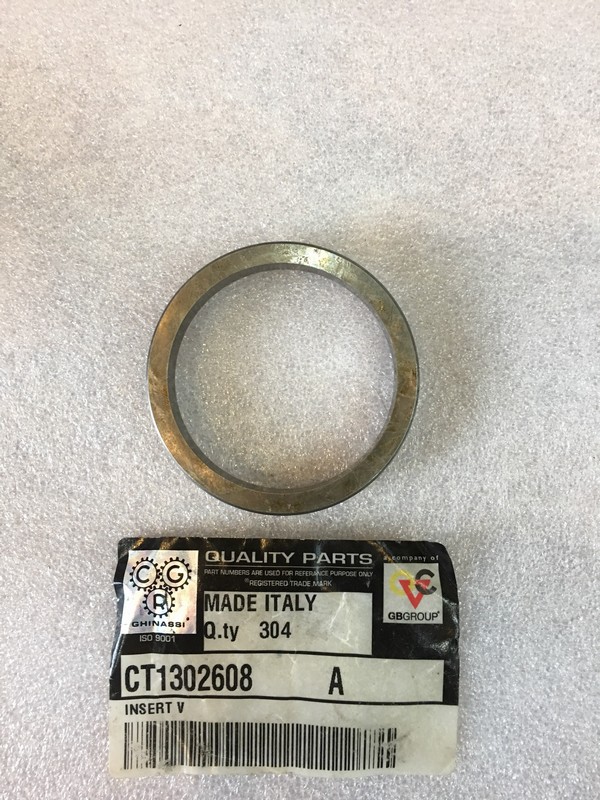 QUALITY PARTS
PART NUMBERS ARE USED FOR REFERANCE PURPOSE ONLY
®REGISTERED TRADE MARK
a company of
CGR
GHINASSI
ISO 9001
GBGROUP
MADE ITALY
Q.ty 304
CT1302608 A
INSERT V